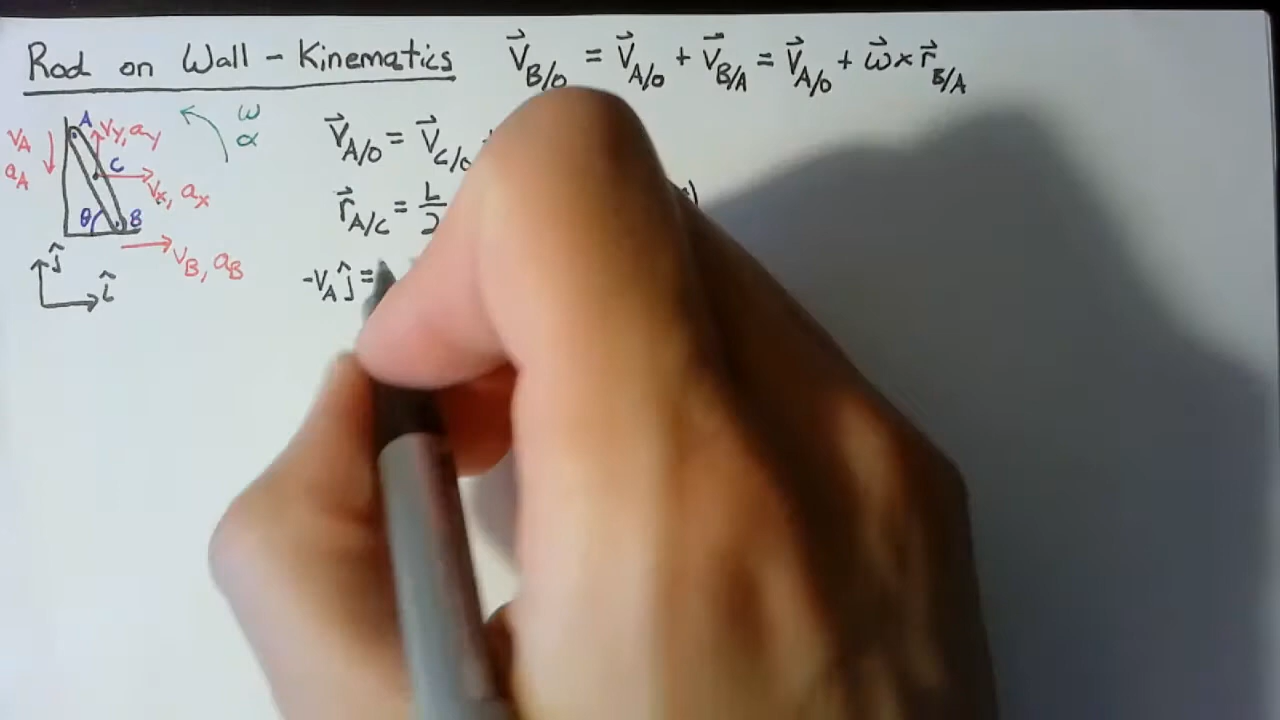 Rod on Wall - Kinematics
V⃗B/O = V⃗A/O + V⃗B/A = V⃗A/O + ω⃗ × r⃗B/A
A
VA
aA
Vy, ay
ω
α
C
Vx, ax
θ
B
VB, aB
ĵ
î
V⃗A/O = V⃗C/O
r⃗A/C = L/2
-VA ĵ =